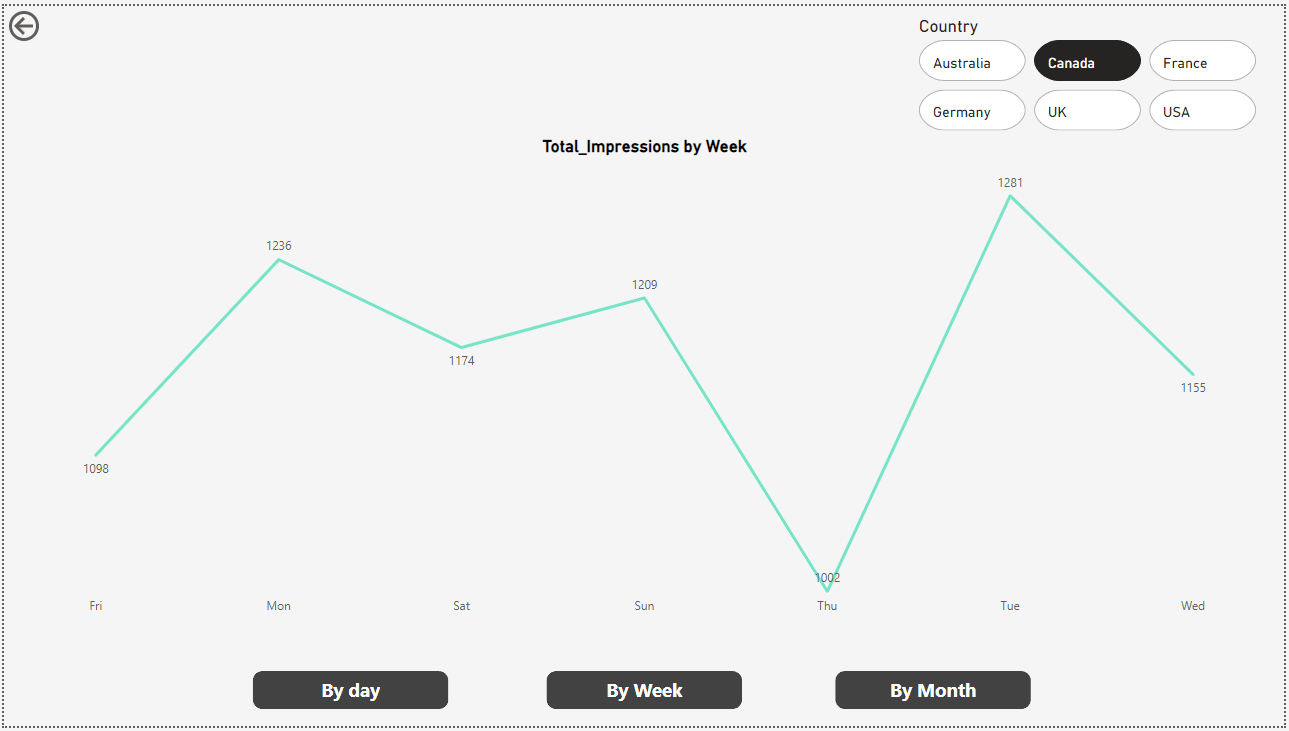 Country
Australia
Canada
France
Germany
UK
USA
Total_Impressions by Week
1281
1236
1209
1174
1155
1098
1002
Fri
Mon
Sat
Sun
Thu
Tue
Wed
By day
By Week
By Month